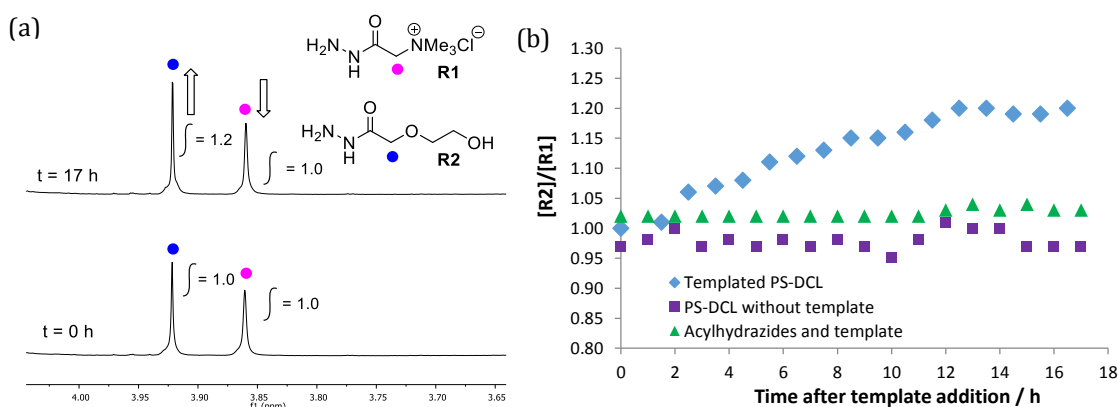 (a)
O
⊕
H₂N
NMe₃Cl⊖
N
H
R1
= 1.2
O
H₂N
O
OH
N
H
= 1.0
R2
t = 17 h
= 1.0
= 1.0
t = 0 h
4.00 3.95 3.90 3.85 3.80 3.75 3.70 3.65
f1 (ppm)
(b)
1.30
1.25
1.20
1.15
1.10
1.05
1.00
0.95
0.90
0.85
0.80
[R2]/[R1]
Templated PS-DCL
PS-DCL without template
Acylhydrazides and template
0 2 4 6 8 10 12 14 16 18
Time after template addition / h